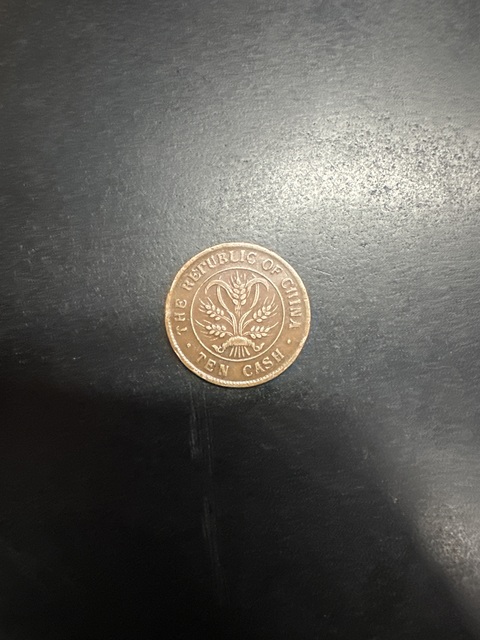 THE REPUBLIC OF CHINA
TEN CASH